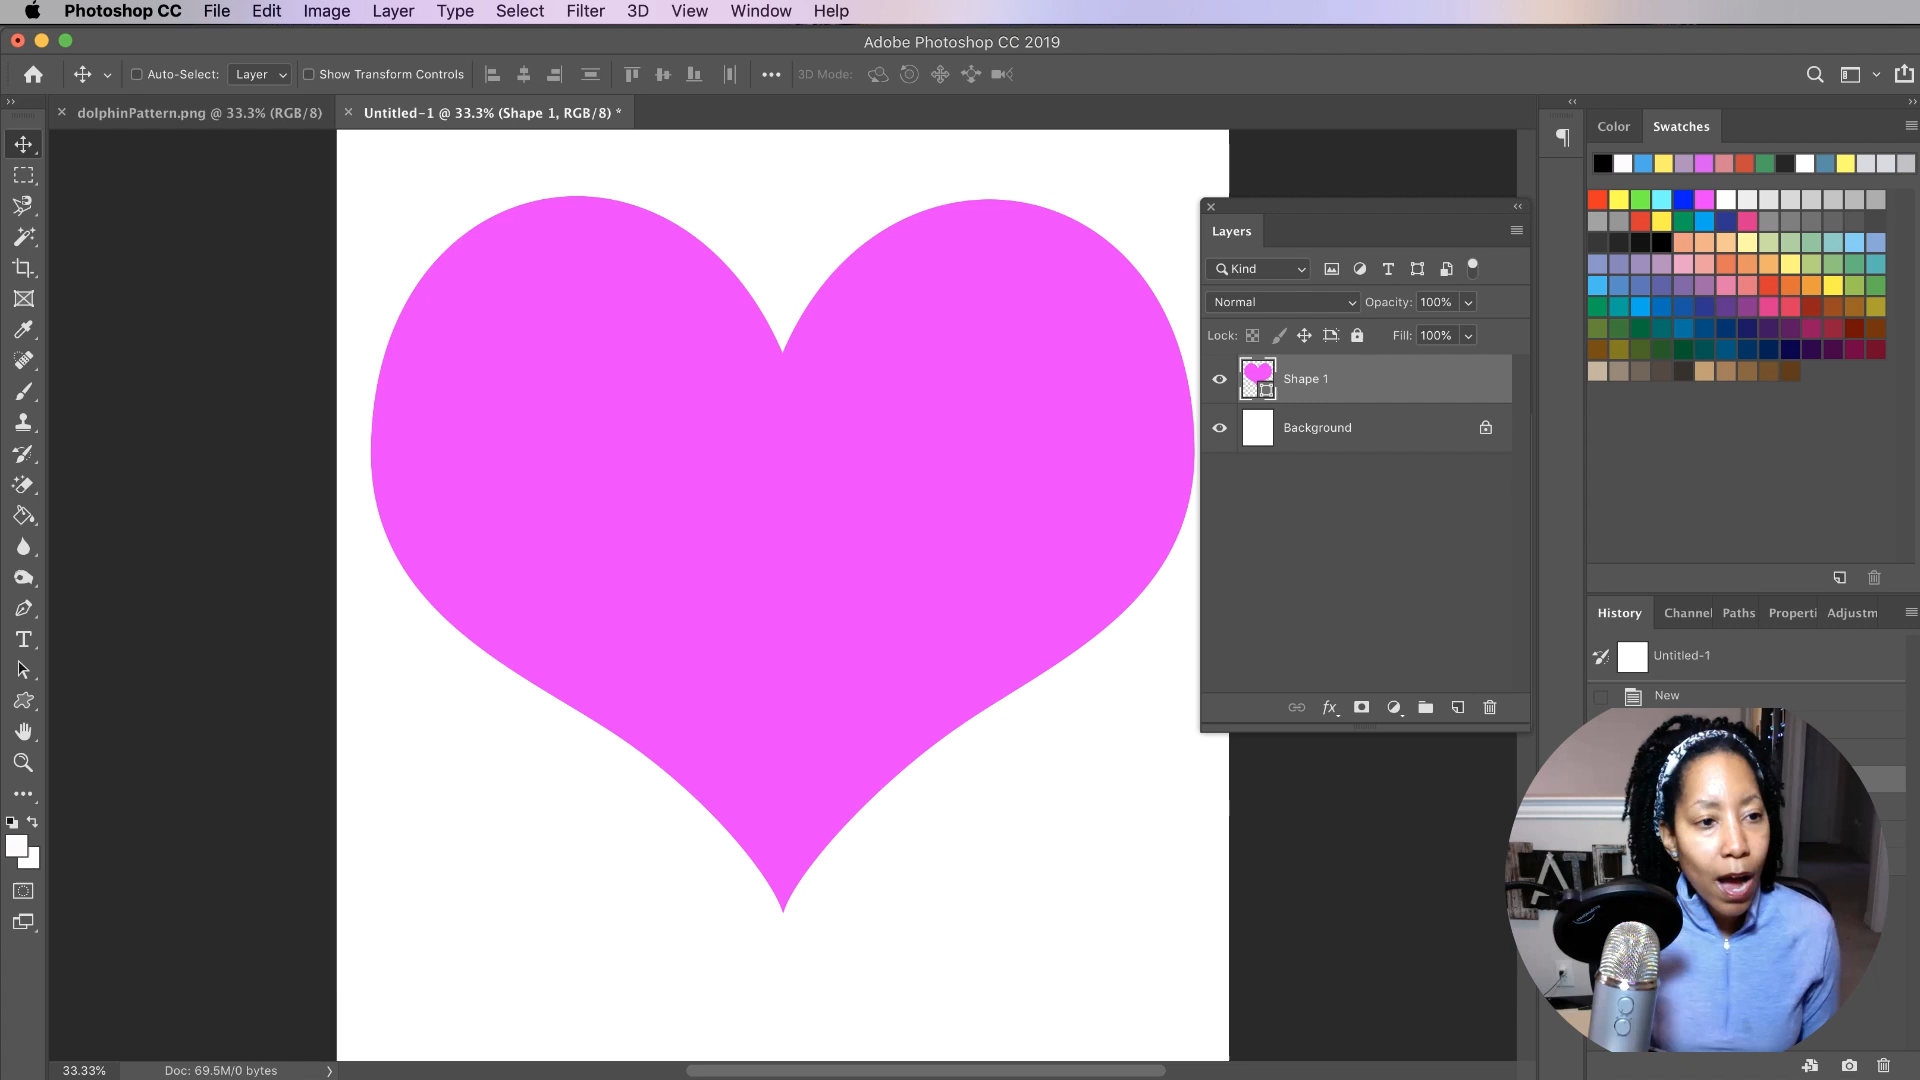 Photoshop CC File Edit Image Layer Type Select Filter 3D View Window Help
Adobe Photoshop CC 2019
Auto-Select: Layer Show Transform Controls 3D Mode:
dolphinPattern.png @ 33.3% (RGB/8) Untitled-1 @ 33.3% (Shape 1, RGB/8) *
Color Swatches
Layers
Kind
Normal Opacity: 100%
Lock: Fill: 100%
Shape 1
Background
fx
History Channel Paths Properti Adjustm
Untitled-1
New
33.33% Doc: 69.5M/0 bytes